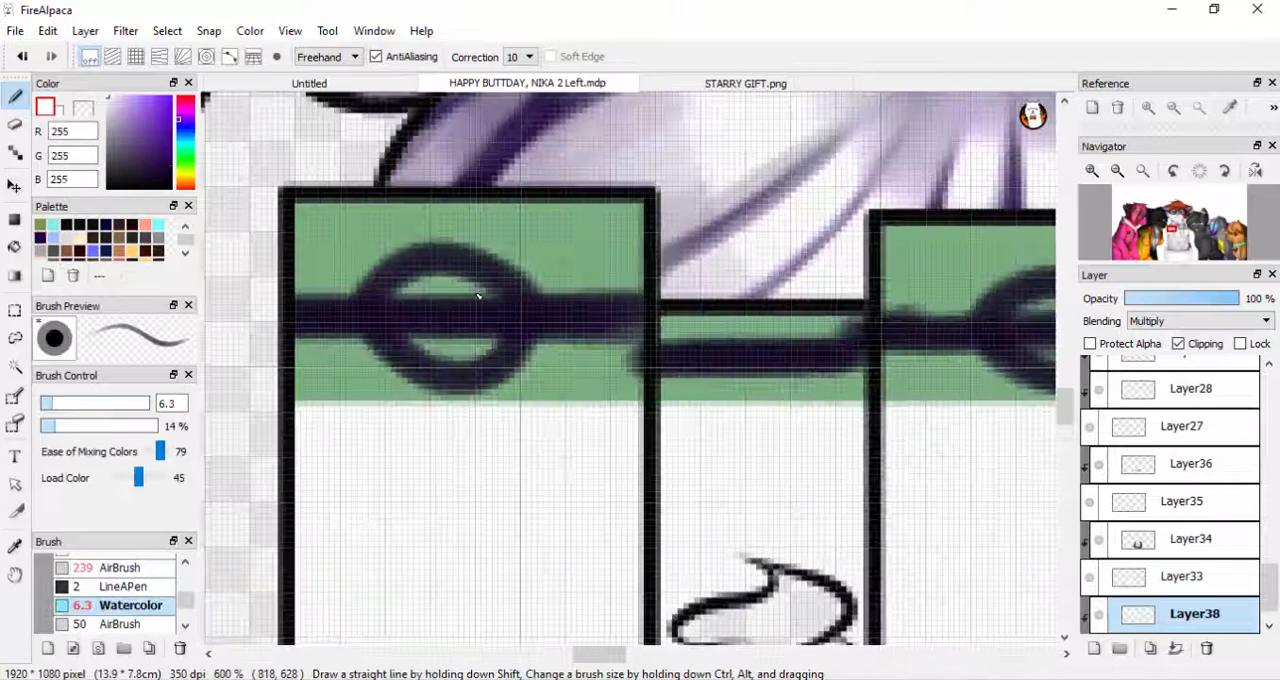 FireAlpaca
File Edit Layer Filter Select Snap Color View Tool Window Help
off Freehand AntiAliasing Correction 10 Soft Edge
Color
R 255
G 255
B 255
Palette
---
Brush Preview
Brush Control
6.3
14 %
Ease of Mixing Colors 79
Load Color 45
Brush
239 AirBrush
2 LineAPen
6.3 Watercolor
50 AirBrush
Untitled HAPPY BUTTDAY, NIKA 2 Left.mdp STARRY GIFT.png
Reference
Navigator
Layer
Opacity 100 %
Blending Multiply
Protect Alpha Clipping Lock
Layer28
Layer27
Layer36
Layer35
Layer34
Layer33
Layer38
1920 * 1080 pixel (13.9 * 7.8cm) 350 dpi 600 % ( 818, 628 ) Draw a straight line by holding down Shift, Change a brush size by holding down Ctrl, Alt, and dragging